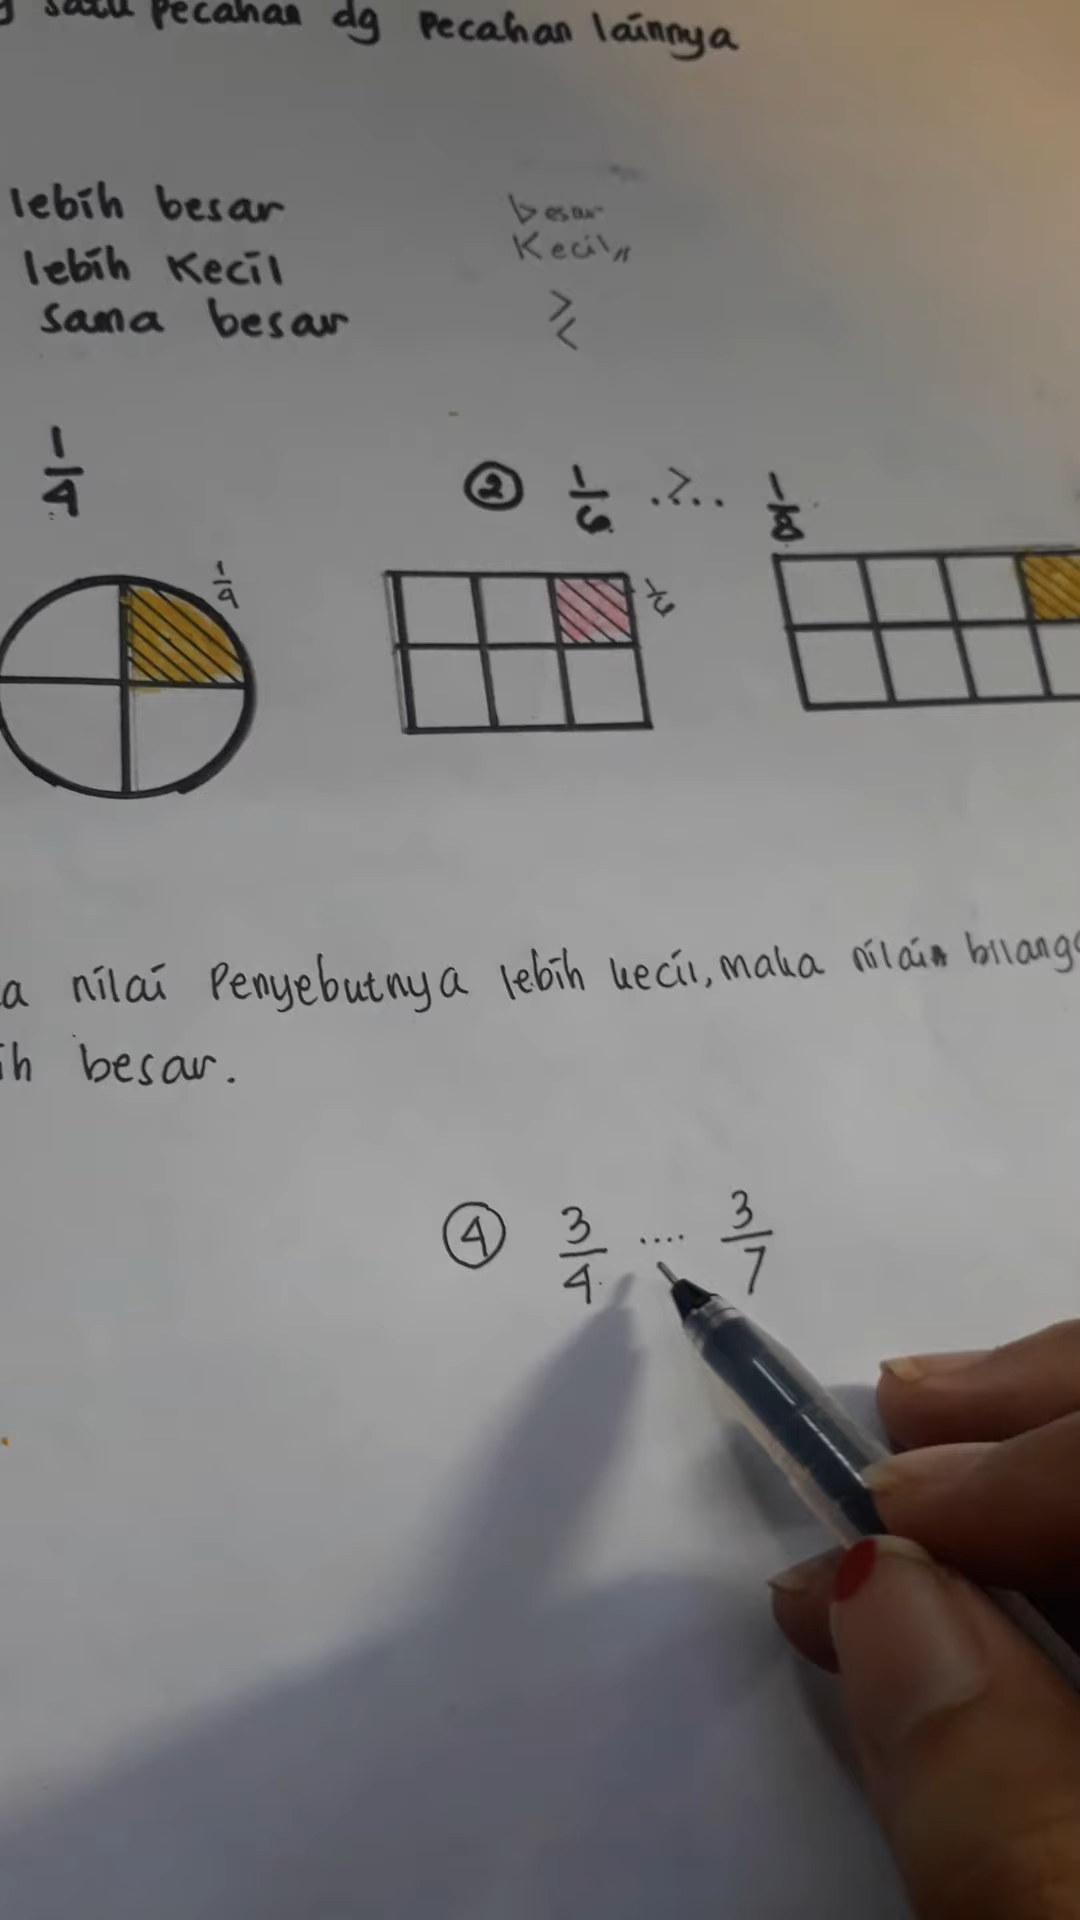 satu pecahan dg pecahan lainnya
lebih besar
lebih kecil
sama besar
besar
Kecil,,
>
<
1/4
② 1/6 ..>.. 1/8
1/4
1/6
nilai Penyebutnya lebih kecil, maka nilain
besar.
④ 3/4 .... 3/7